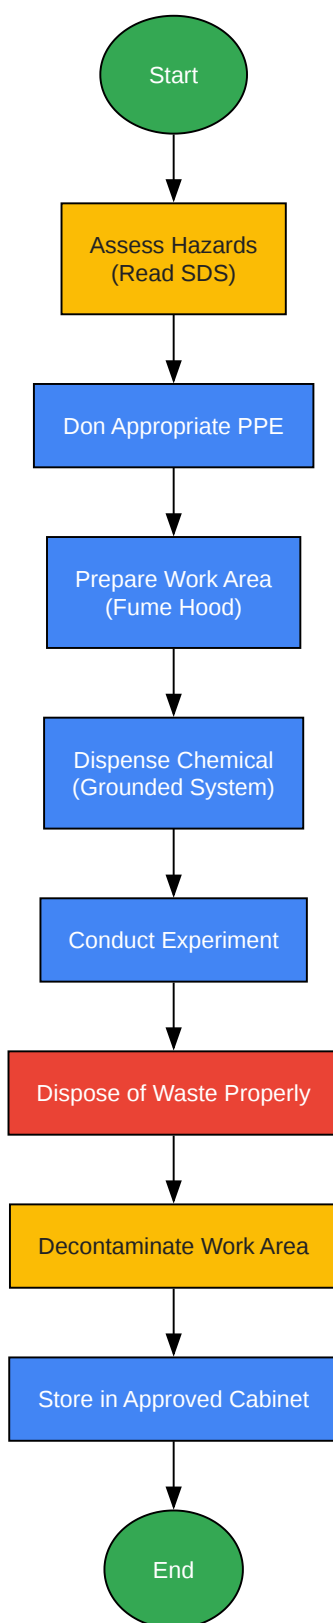 Start
Assess Hazards
(Read SDS)
Don Appropriate PPE
Prepare Work Area
(Fume Hood)
Dispense Chemical
(Grounded System)
Conduct Experiment
Dispose of Waste Properly
Decontaminate Work Area
Store in Approved Cabinet
End